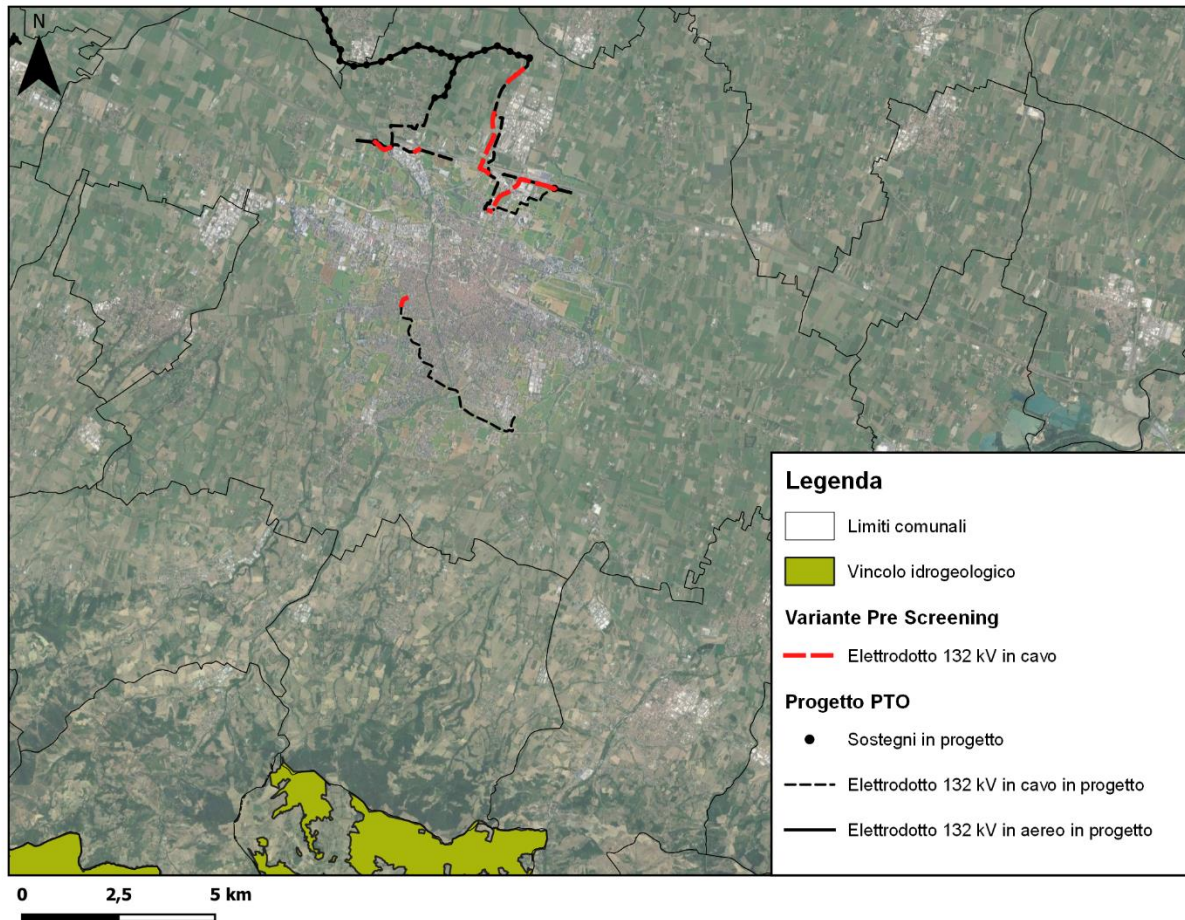 N
Legenda
Limiti comunali
Vincolo idrogeologico
Variante Pre Screening
Elettrodotto 132 kV in cavo
Progetto PTO
Sostegni in progetto
Elettrodotto 132 kV in cavo in progetto
Elettrodotto 132 kV in aereo in progetto
0 2,5 5 km